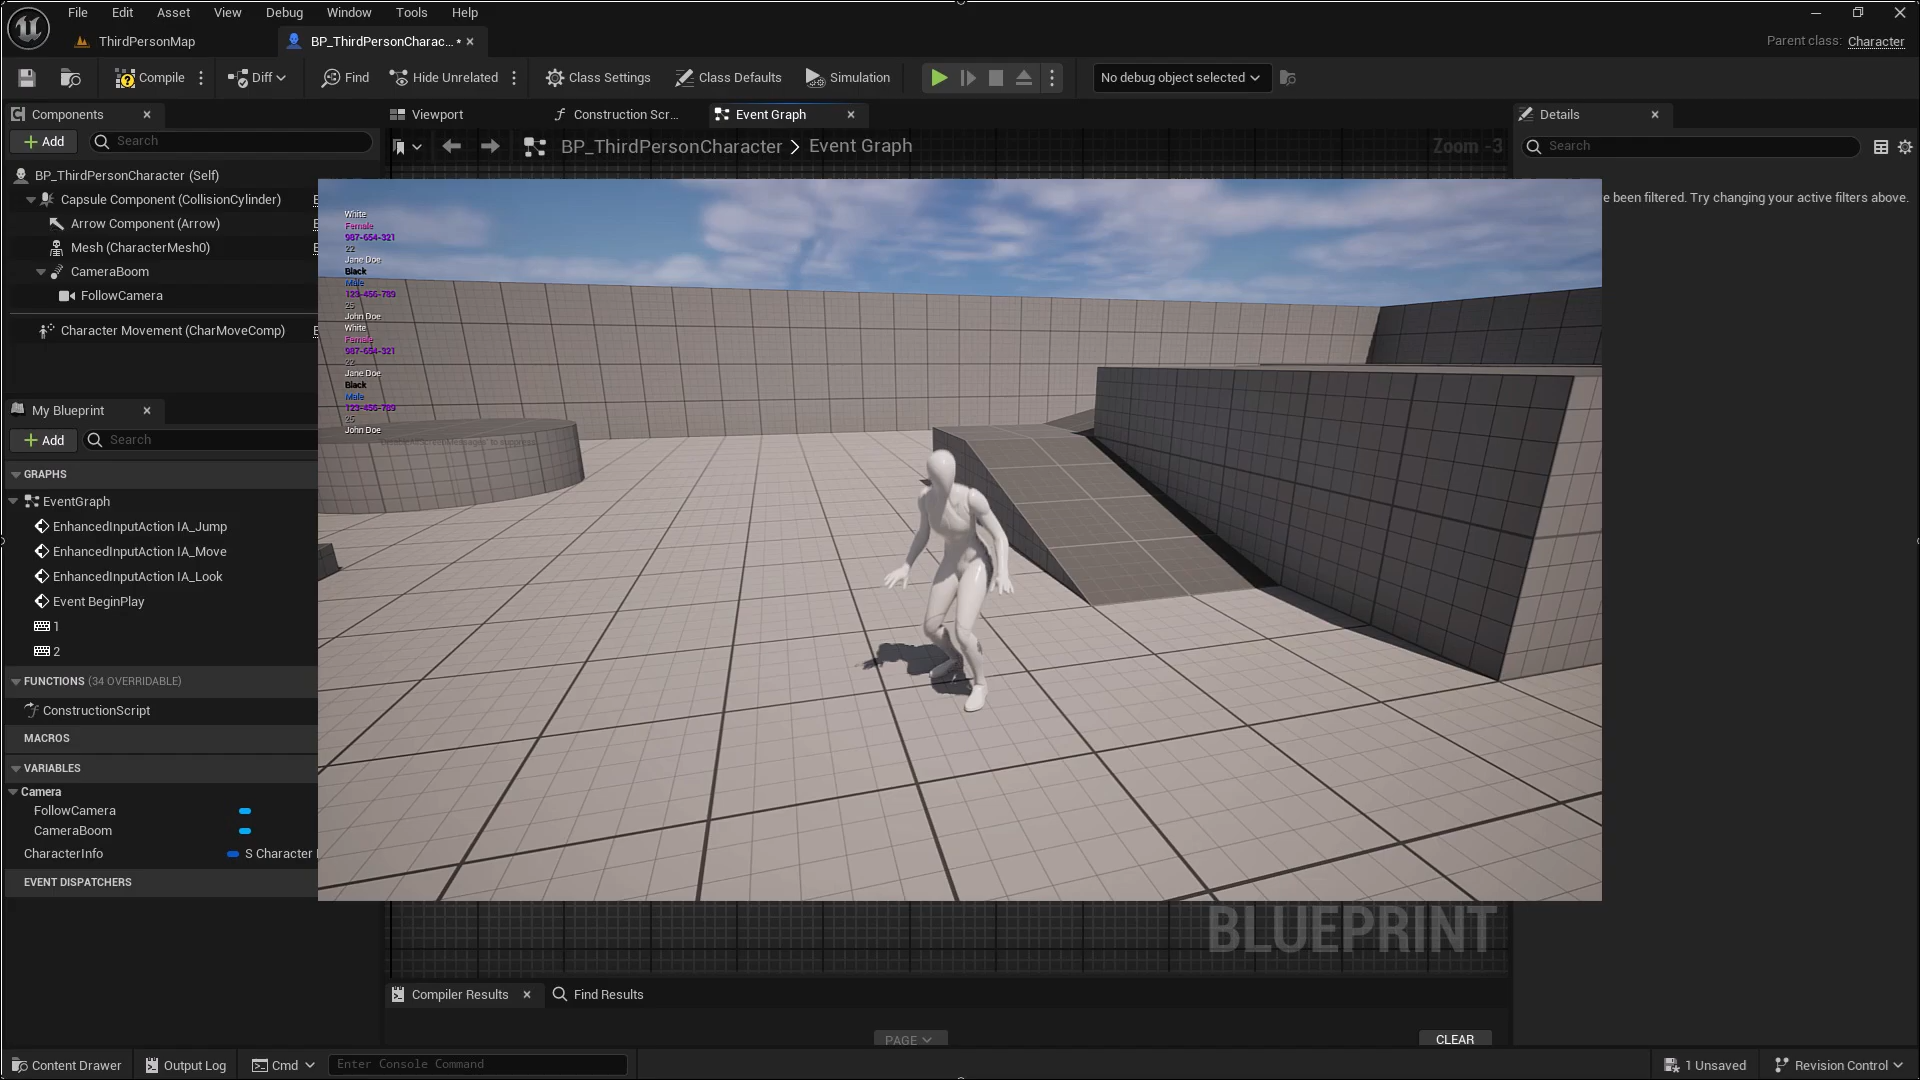 File Edit Asset View Debug Window Tools Help
ThirdPersonMap
BP_ThirdPersonCharac... •
Parent class: Character
Compile
Diff
Find
Hide Unrelated
Class Settings
Class Defaults
Simulation
No debug object selected
Components
Viewport
Construction Scr...
Event Graph
Details
Add
Search
BP_ThirdPersonCharacter > Event Graph
Zoom -3
Search
BP_ThirdPersonCharacter (Self)
Capsule Component (CollisionCylinder)
Arrow Component (Arrow)
Mesh (CharacterMesh0)
CameraBoom
FollowCamera
Character Movement (CharMoveComp)
e been filtered. Try changing your active filters above.
White
Female
987-654-321
22
Jane Doe
Black
Male
123-456-789
25
John Doe
White
Female
987-654-321
22
Jane Doe
Black
Male
123-456-789
25
John Doe
My Blueprint
Add
Search
GRAPHS
EventGraph
EnhancedInputAction IA_Jump
EnhancedInputAction IA_Move
EnhancedInputAction IA_Look
Event BeginPlay
1
2
FUNCTIONS (34 OVERRIDABLE)
ConstructionScript
MACROS
VARIABLES
Camera
FollowCamera
CameraBoom
CharacterInfo S Character
EVENT DISPATCHERS
BLUEPRINT
Compiler Results
Find Results
PAGE
CLEAR
Content Drawer
Output Log
Cmd
Enter Console Command
1 Unsaved
Revision Control